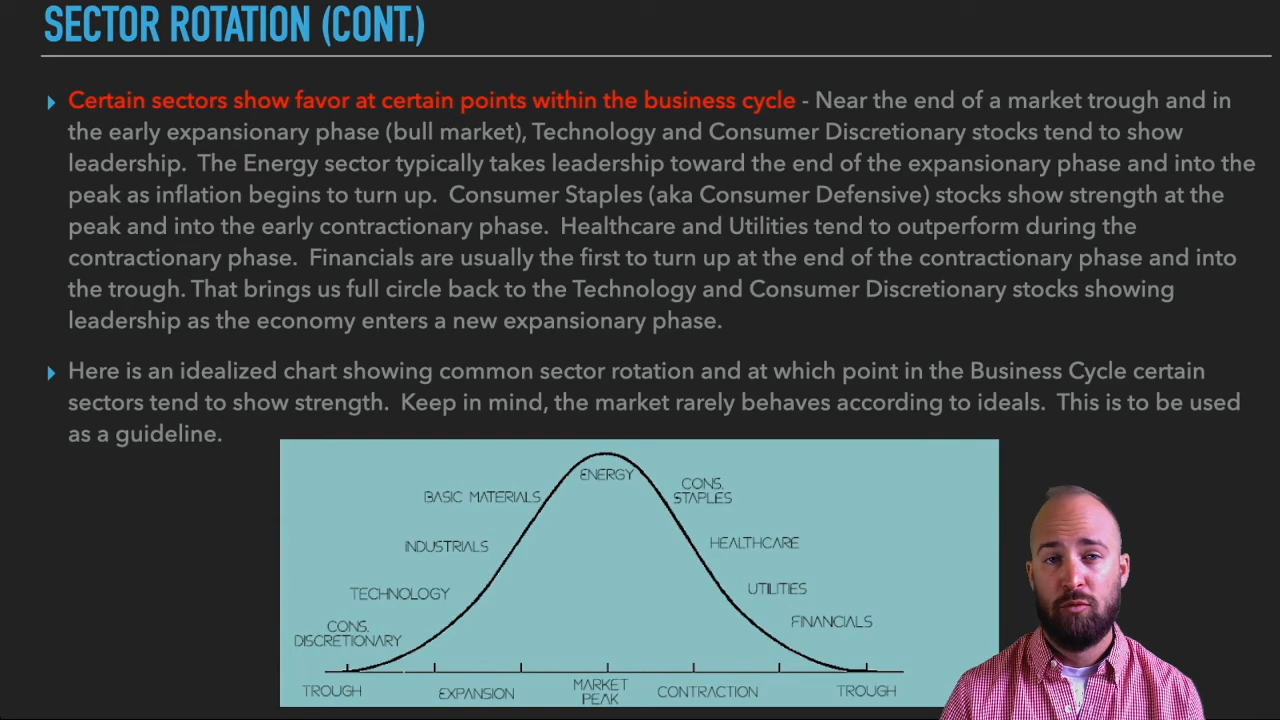 SECTOR ROTATION (CONT.)
Certain sectors show favor at certain points within the business cycle - Near the end of a market trough and in
the early expansionary phase (bull market), Technology and Consumer Discretionary stocks tend to show
leadership. The Energy sector typically takes leadership toward the end of the expansionary phase and into the
peak as inflation begins to turn up. Consumer Staples (aka Consumer Defensive) stocks show strength at the
peak and into the early contractionary phase. Healthcare and Utilities tend to outperform during the
contractionary phase. Financials are usually the first to turn up at the end of the contractionary phase and into
the trough. That brings us full circle back to the Technology and Consumer Discretionary stocks showing
leadership as the economy enters a new expansionary phase.
Here is an idealized chart showing common sector rotation and at which point in the Business Cycle certain
sectors tend to show strength. Keep in mind, the market rarely behaves according to ideals. This is to be used
as a guideline.
ENERGY
BASIC MATERIALS
CONS.
STAPLES
INDUSTRIALS
HEALTHCARE
TECHNOLOGY
UTILITIES
CONS.
DISCRETIONARY
FINANCIALS
TROUGH
EXPANSION
MARKET
PEAK
CONTRACTION
TROUGH